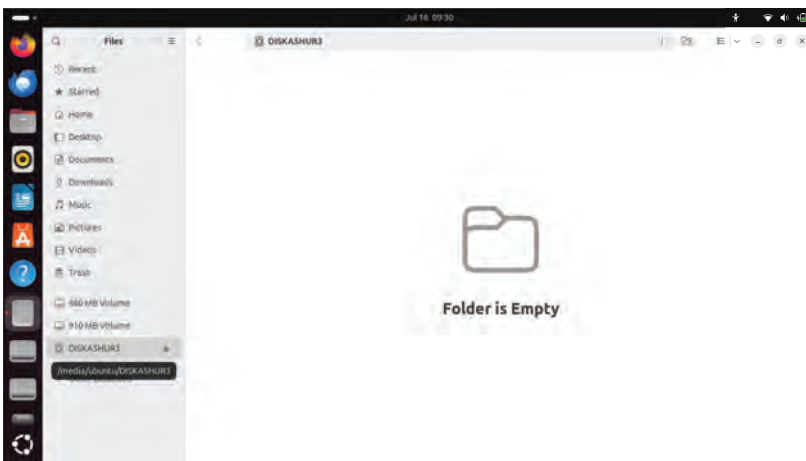 Jul 16 09:30
Files
DISKASHUR3
Recent
Starred
Home
Desktop
Documents
Downloads
Music
Pictures
Videos
Trash
460 MB Volume
910 MB Volume
DISKASHUR3
/media/ubuntu/DISKASHUR3
Folder is Empty